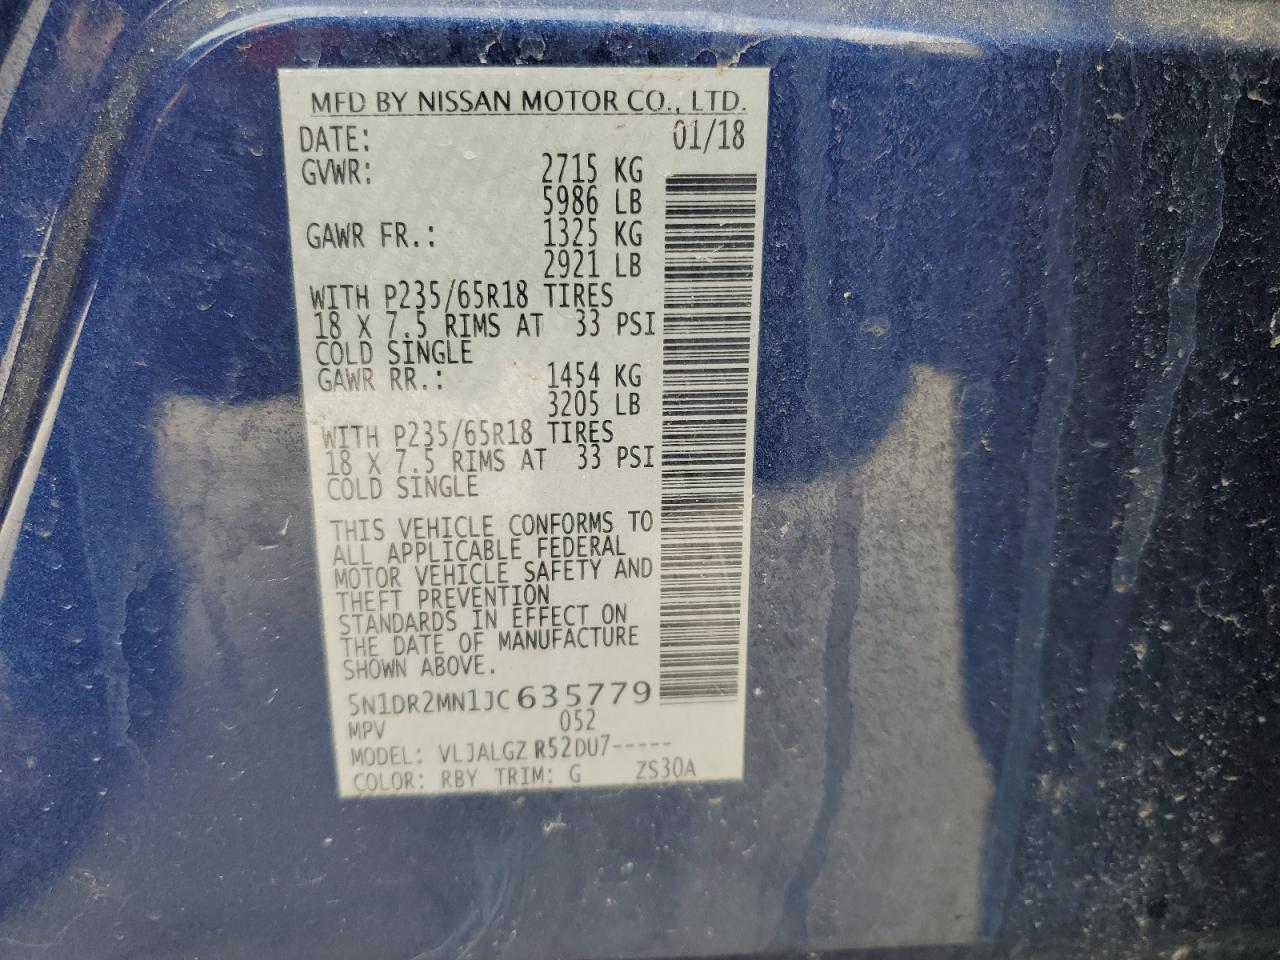 MFD BY NISSAN MOTOR CO., LTD.
DATE: 01/18
GVWR: 2715 KG
5986 LB
GAWR FR.: 1325 KG
2921 LB
WITH P235/65R18 TIRES
18 X 7.5 RIMS AT 33 PSI
COLD SINGLE
GAWR RR.: 1454 KG
3205 LB
WITH P235/65R18 TIRES
18 X 7.5 RIMS AT 33 PSI
COLD SINGLE
THIS VEHICLE CONFORMS TO
ALL APPLICABLE FEDERAL
MOTOR VEHICLE SAFETY AND
THEFT PREVENTION
STANDARDS IN EFFECT ON
THE DATE OF MANUFACTURE
SHOWN ABOVE.
5N1DR2MN1JC635779
MPV 052
MODEL: VLJALGZ R52DU7-----
COLOR: RBY TRIM: G ZS30A